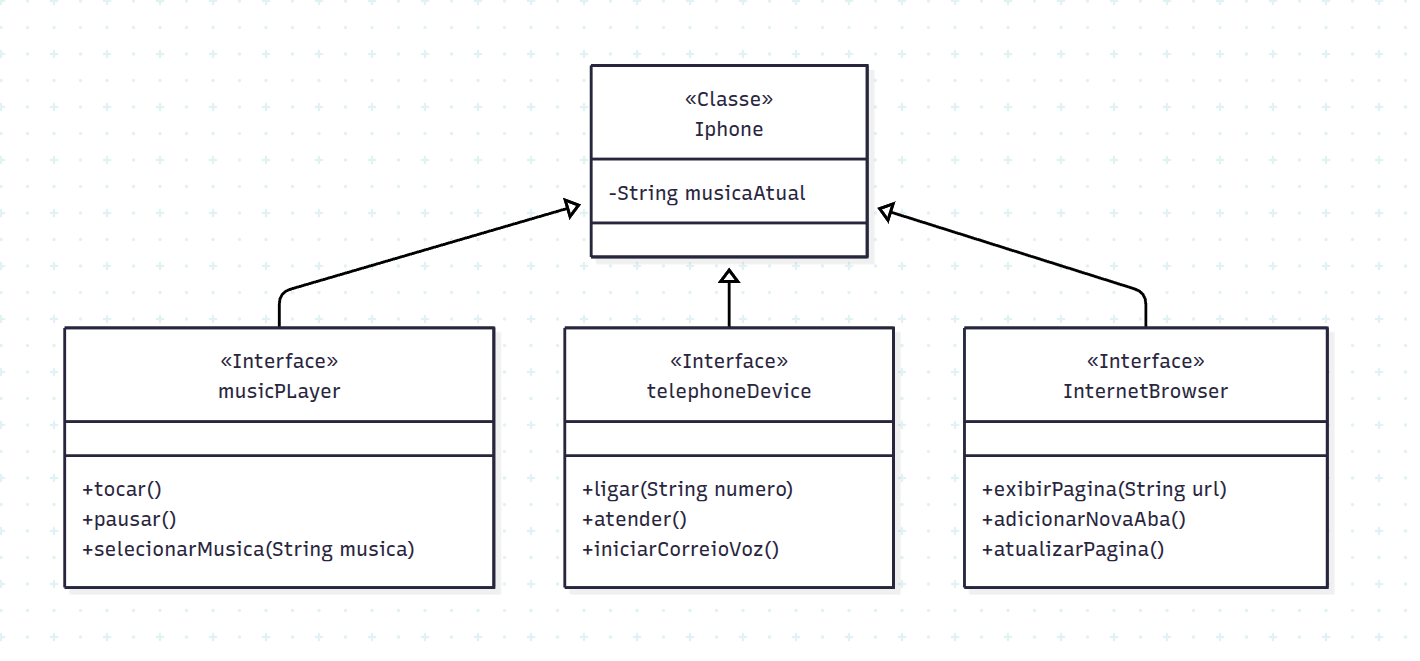 «Classe»
Iphone
-String musicaAtual
«Interface»
musicPLayer
+tocar()
+pausar()
+selecionarMusica(String musica)
«Interface»
telephoneDevice
+ligar(String numero)
+atender()
+iniciarCorreioVoz()
«Interface»
InternetBrowser
+exibirPagina(String url)
+adicionarNovaAba()
+atualizarPagina()